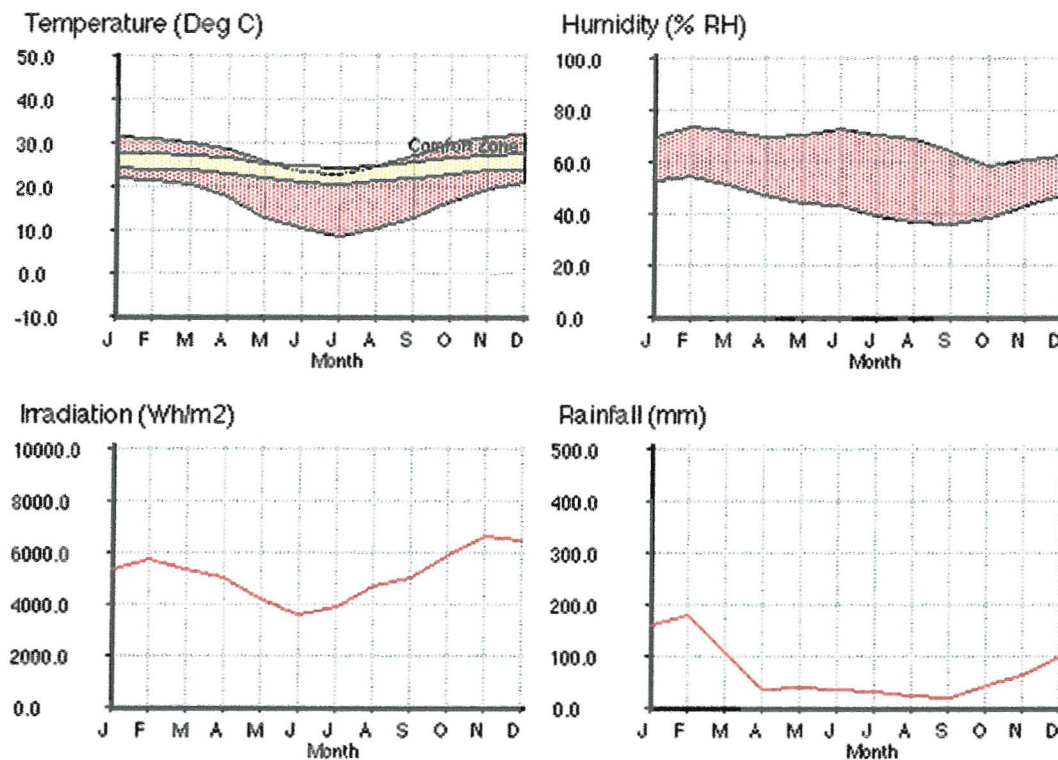 Temperature (Deg C)
50.0
40.0
30.0
20.0
10.0
0.0
-10.0
Comfort Zone
J F M A M J J A S O N D
Month
Humidity (% RH)
100.0
80.0
60.0
40.0
20.0
0.0
J F M A M J J A S O N D
Month
Irradiation (Wh/m2)
10000.0
8000.0
6000.0
4000.0
2000.0
0.0
J F M A M J J A S O N D
Month
Rainfall (mm)
500.0
400.0
300.0
200.0
100.0
0.0
J F M A M J J A S O N D
Month